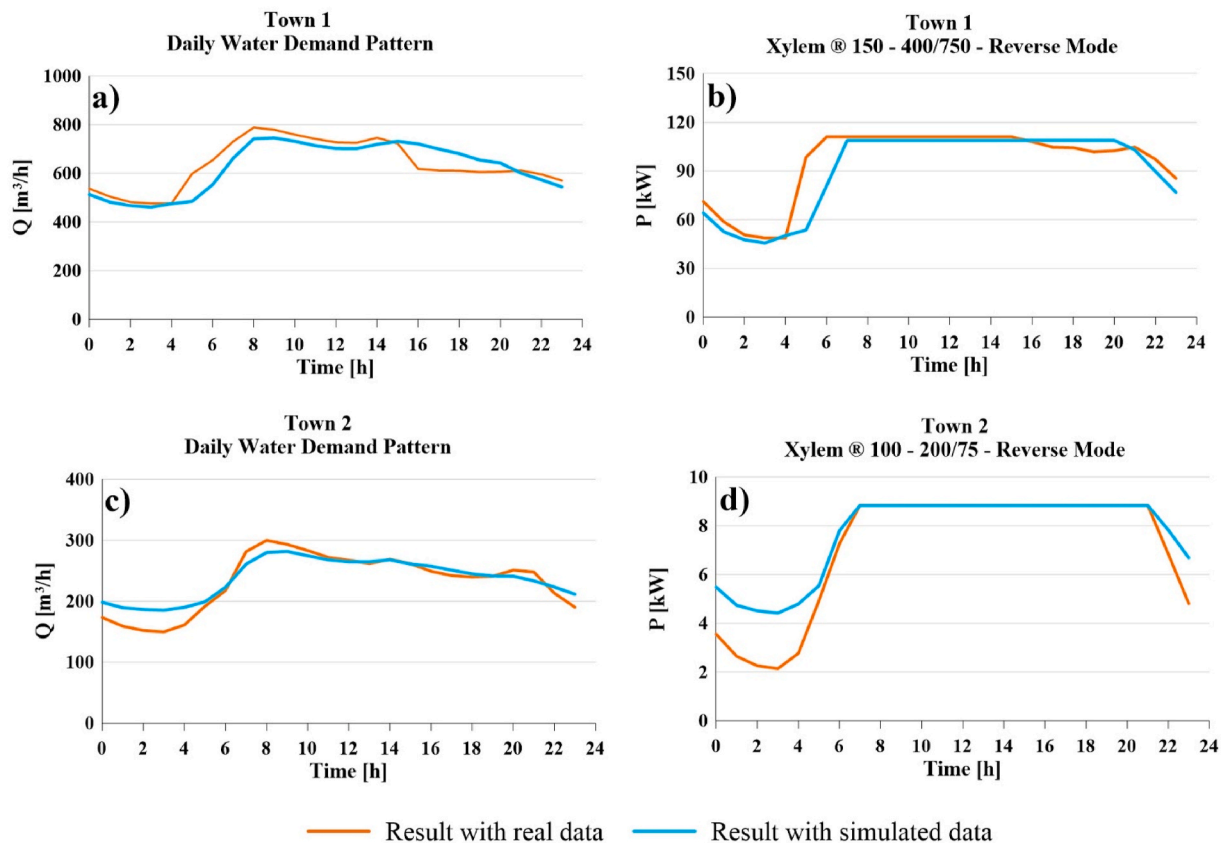 Town 1
Daily Water Demand Pattern
a)
Q [m³/h]
1000
800
600
400
200
0
0 2 4 6 8 10 12 14 16 18 20 22 24
Time [h]
Town 1
Xylem ® 150 - 400/750 - Reverse Mode
b)
P [kW]
150
120
90
60
30
0
0 2 4 6 8 10 12 14 16 18 20 22 24
Time [h]
Town 2
Daily Water Demand Pattern
c)
Q [m³/h]
400
300
200
100
0
0 2 4 6 8 10 12 14 16 18 20 22 24
Time [h]
Town 2
Xylem ® 100 - 200/75 - Reverse Mode
d)
P [kW]
10
8
6
4
2
0
0 2 4 6 8 10 12 14 16 18 20 22 24
Time [h]
Result with real data
Result with simulated data